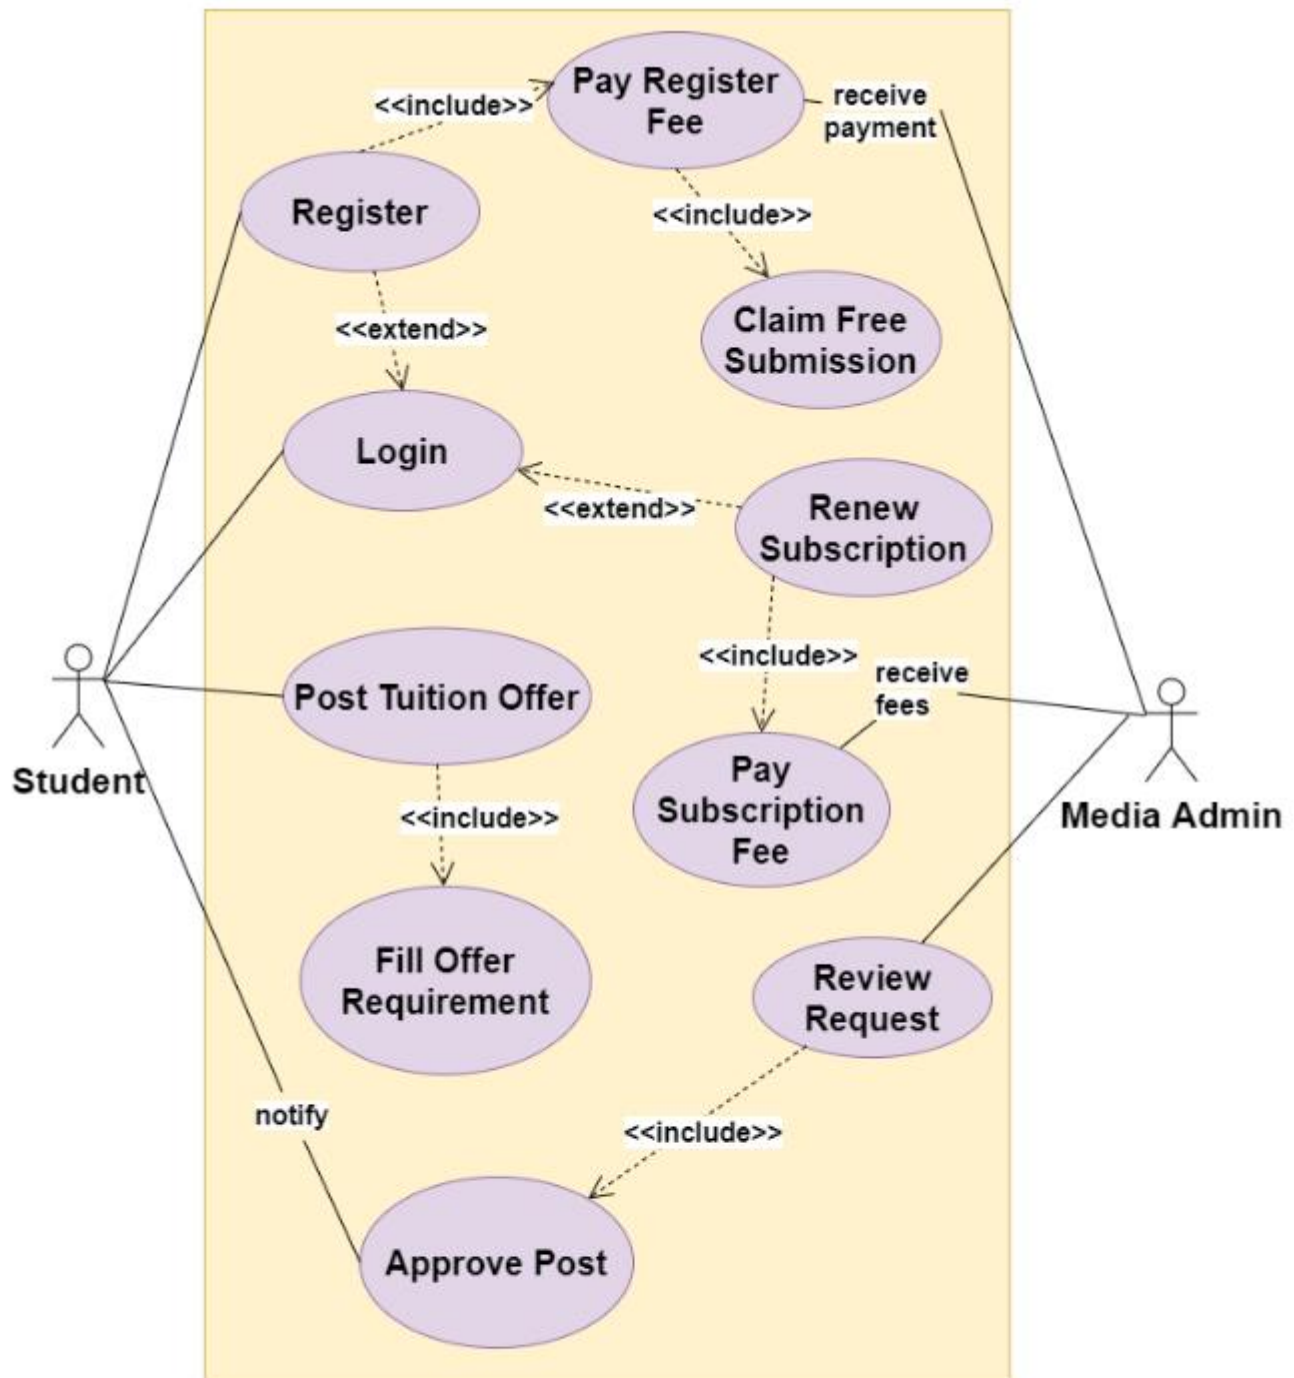 Pay Register
Fee
receive
payment
<<include>>
Register
<<include>>
Claim Free
Submission
<<extend>>
Login
Renew
Subscription
<<extend>>
<<include>>
receive
fees
Post Tuition Offer
Student
Pay
Subscription
Fee
Media Admin
<<include>>
Fill Offer
Requirement
Review
Request
notify
<<include>>
Approve Post